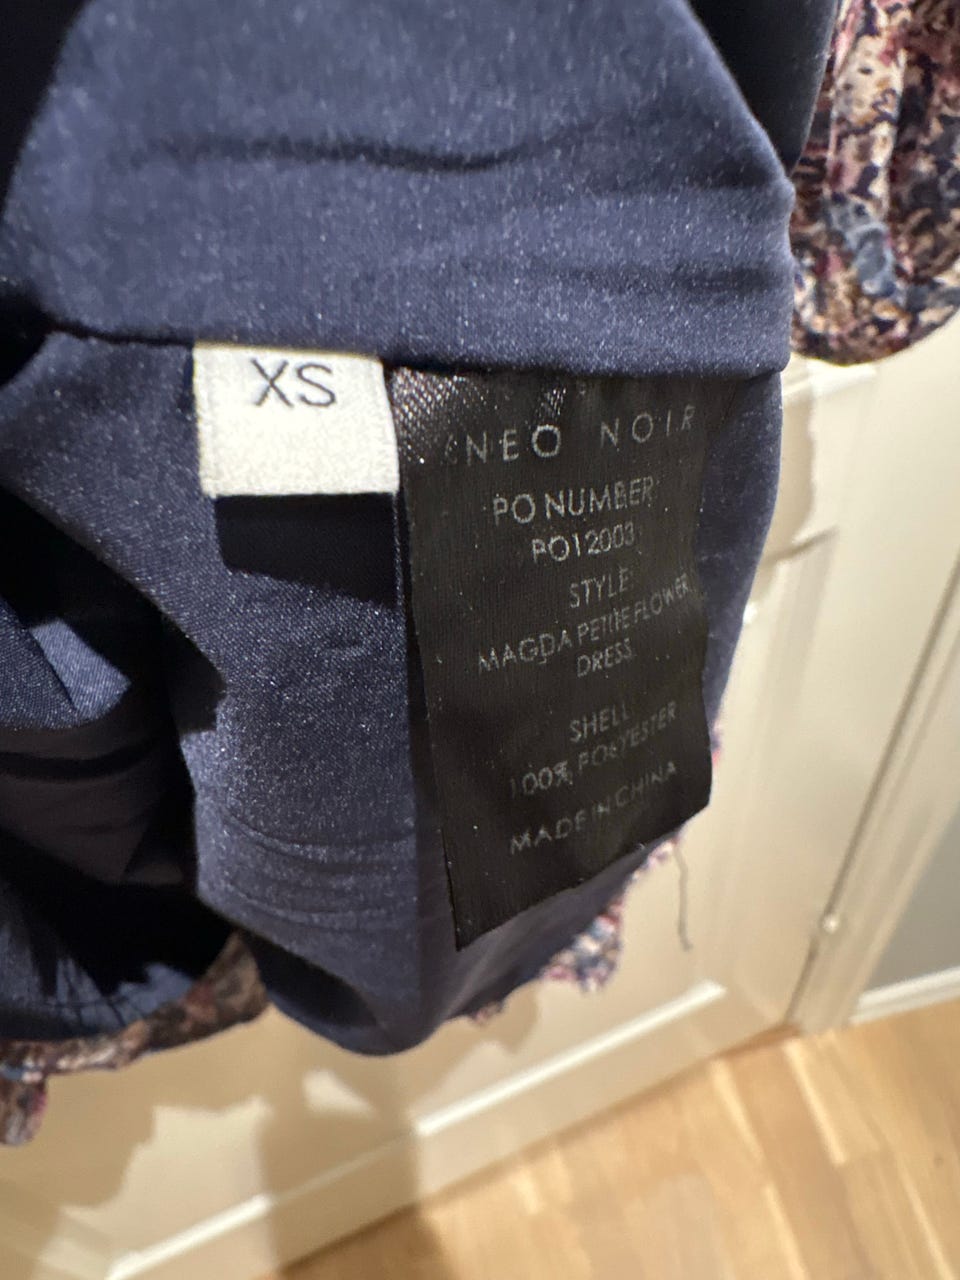 XS
NEO NOIR
PO NUMBER:
PO12003
STYLE:
MAGDA PETITE FLOWER
DRESS
SHELL:
100% POLYESTER
MADE IN CHINA